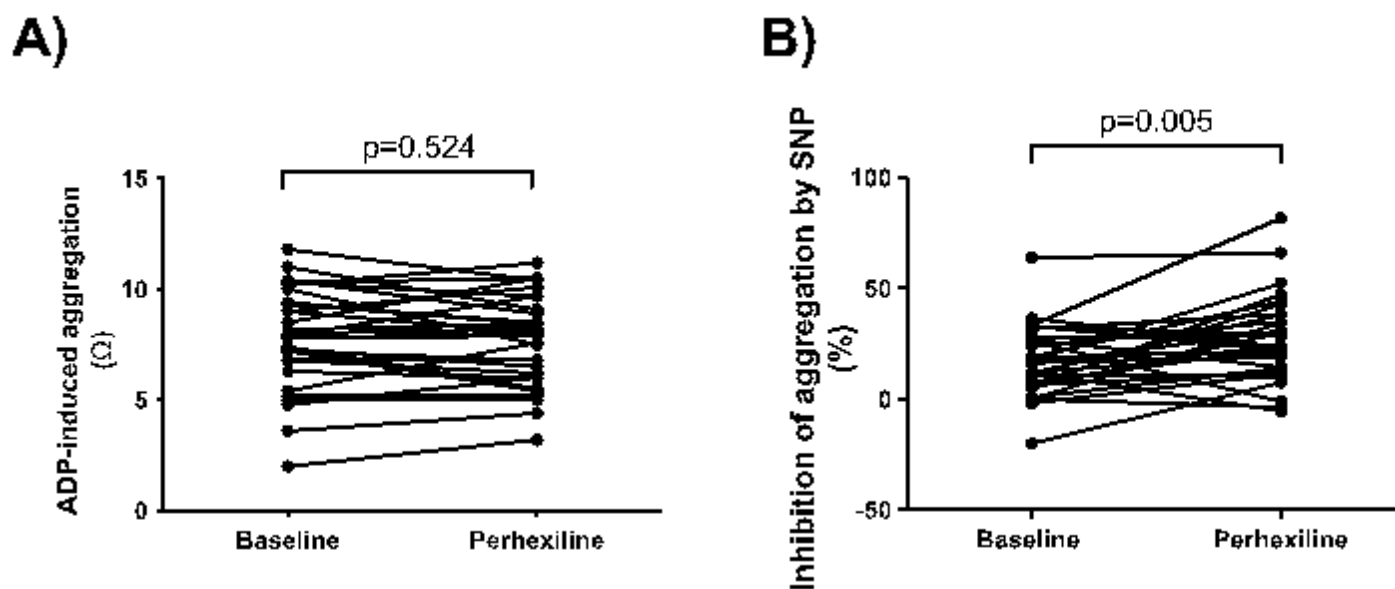 A)
p=0.524
ADP-induced aggregation
(Ω)
15
10
5
0
Baseline
Perhexiline
B)
p=0.005
Inhibition of aggregation by SNP
(%)
100
50
0
-50
Baseline
Perhexiline